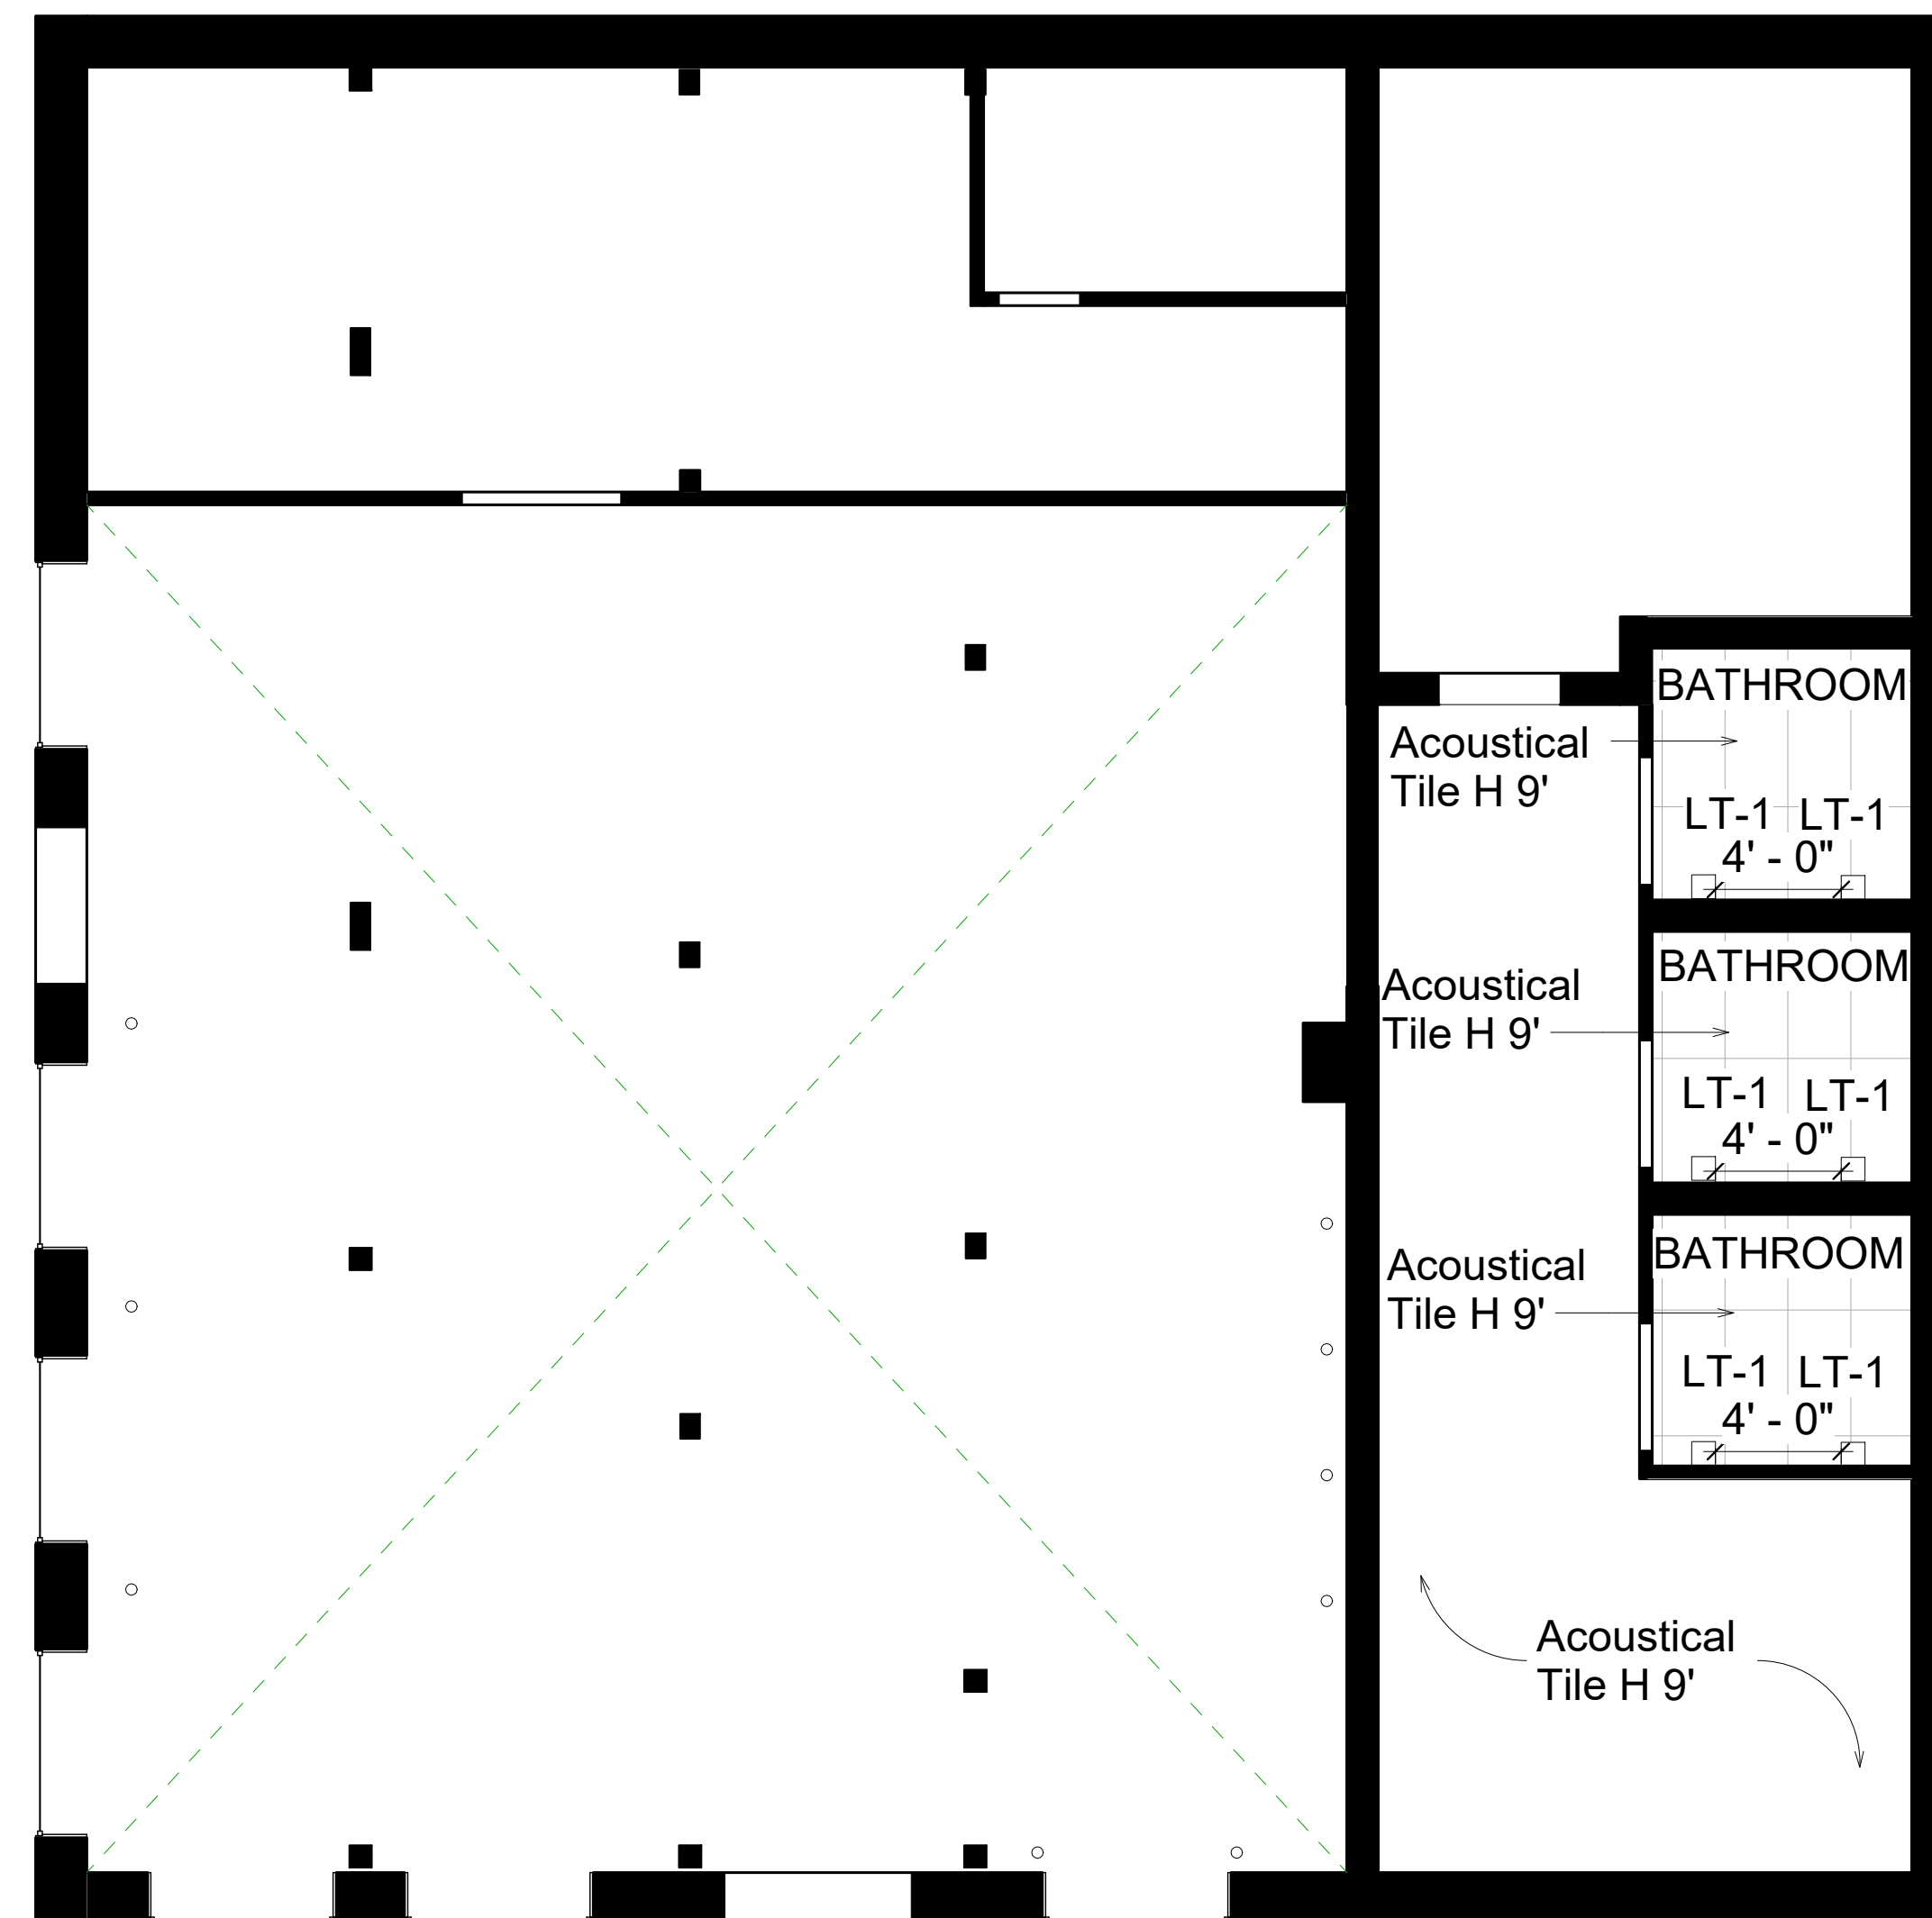 BATHROOM
Acoustical
Tile H 9'
LT-1 LT-1
4' - 0"
BATHROOM
Acoustical
Tile H 9'
LT-1 LT-1
4' - 0"
BATHROOM
Acoustical
Tile H 9'
LT-1 LT-1
4' - 0"
Acoustical
Tile H 9'